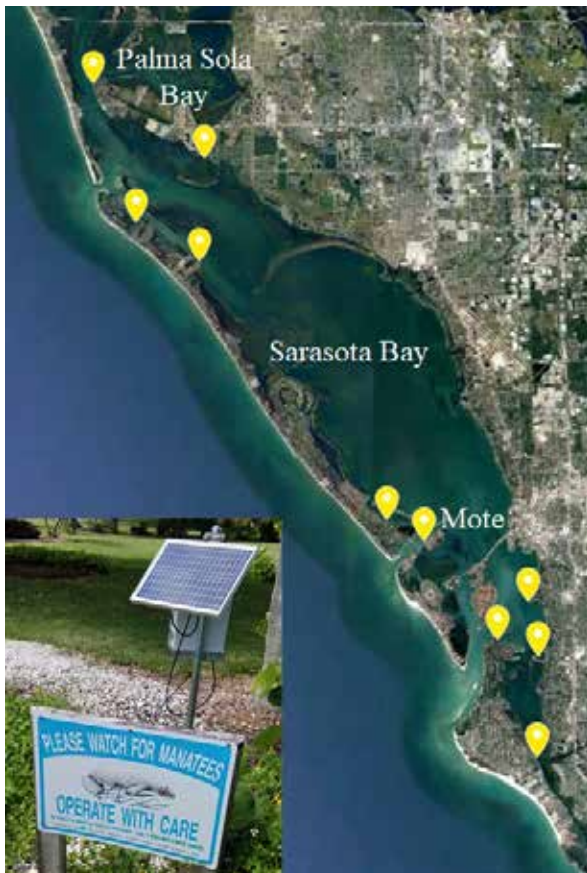 Palma Sola
Bay
Sarasota Bay
Mote
PLEASE WATCH FOR MANATEES
OPERATE WITH CARE